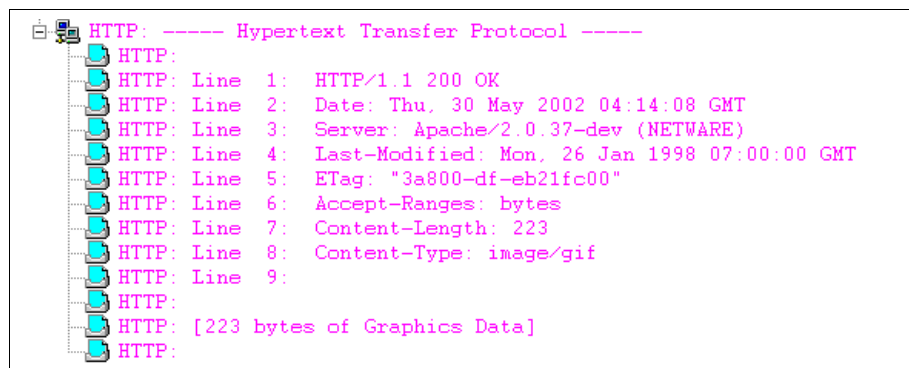 HTTP: ----- Hypertext Transfer Protocol -----
HTTP:
HTTP: Line 1: HTTP/1.1 200 OK
HTTP: Line 2: Date: Thu, 30 May 2002 04:14:08 GMT
HTTP: Line 3: Server: Apache/2.0.37-dev (NETWARE)
HTTP: Line 4: Last-Modified: Mon, 26 Jan 1998 07:00:00 GMT
HTTP: Line 5: ETag: "3a800-df-eb21fc00"
HTTP: Line 6: Accept-Ranges: bytes
HTTP: Line 7: Content-Length: 223
HTTP: Line 8: Content-Type: image/gif
HTTP: Line 9:
HTTP:
HTTP: [223 bytes of Graphics Data]
HTTP: